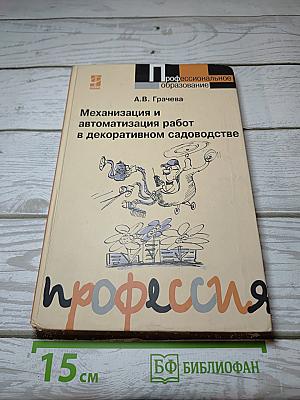 Профессиональное
образование
А.В. Грачева
Механизация и
автоматизация работ
в декоративном садоводстве
профессия
15 см
БФ БИБЛИОФАН